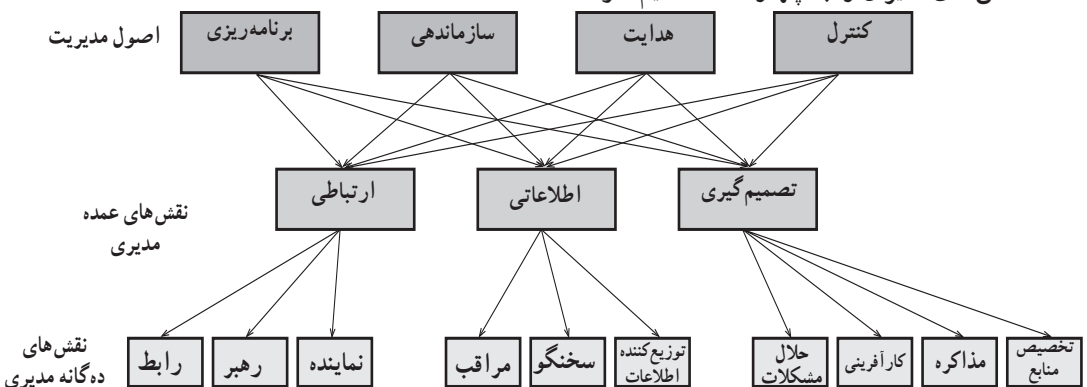 اصول مدیریت
کنترل
هدایت
سازماندهی
برنامه‌ریزی
تصمیم‌گیری
اطلاعاتی
ارتباطی
نقش‌های عمده
مدیری
تخصیص
منابع
مذاکره
کارآفرینی
حلال
مشکلات
توزیع‌کننده
اطلاعات
سخنگو
مراقب
نماینده
رهبر
رابط
نقش‌های
ده‌گانه مدیری